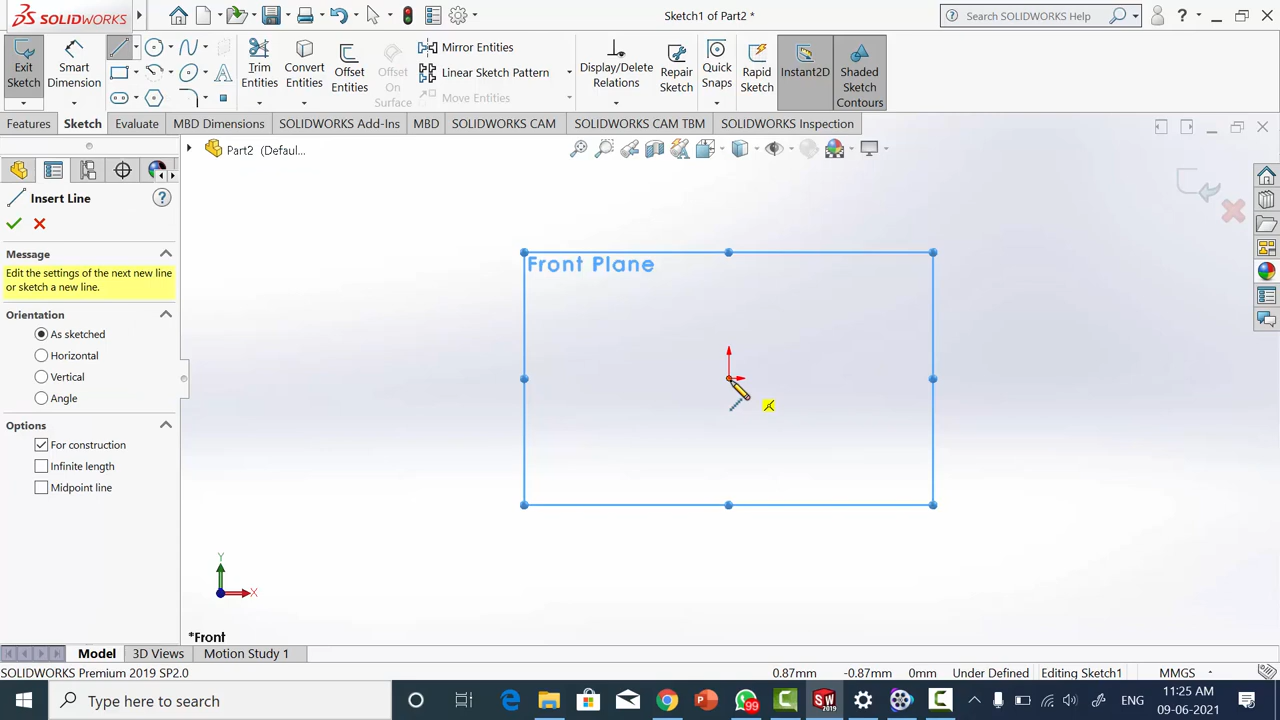 SOLIDWORKS
Sketch1 of Part2 *
Search SOLIDWORKS Help
?
Exit Sketch
Smart Dimension
Trim Entities
Convert Entities
Offset Entities
Offset On Surface
Mirror Entities
Linear Sketch Pattern
Move Entities
Display/Delete Relations
Repair Sketch
Quick Snaps
Rapid Sketch
Instant2D
Shaded Sketch Contours
Features
Sketch
Evaluate
MBD Dimensions
SOLIDWORKS Add-Ins
MBD
SOLIDWORKS CAM
SOLIDWORKS CAM TBM
SOLIDWORKS Inspection
Part2 (Defaul...
Insert Line
?
Message
Edit the settings of the next new line
or sketch a new line.
Orientation
As sketched
Horizontal
Vertical
Angle
Options
For construction
Infinite length
Midpoint line
Front Plane
Y
X
*Front
Model
3D Views
Motion Study 1
SOLIDWORKS Premium 2019 SP2.0
0.87mm
-0.87mm
0mm
Under Defined
Editing Sketch1
MMGS
Type here to search
99
SW
2019
ENG
11:25 AM
09-06-2021